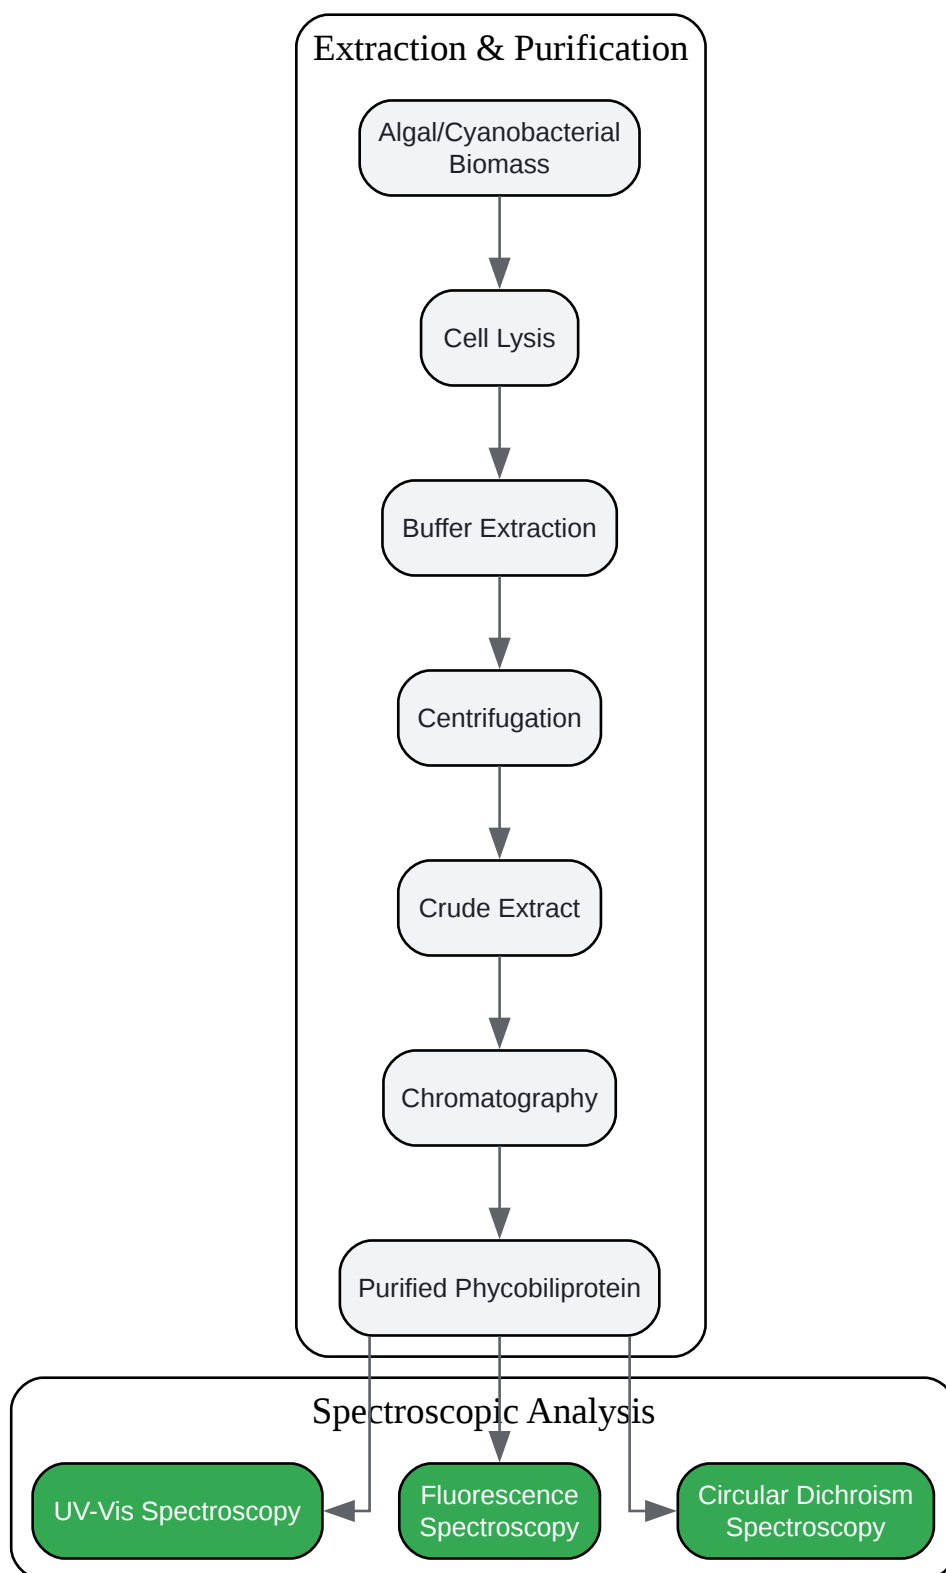 Extraction & Purification
Algal/Cyanobacterial
Biomass
Cell Lysis
Buffer Extraction
Centrifugation
Crude Extract
Chromatography
Purified Phycobiliprotein
Spectroscopic Analysis
UV-Vis Spectroscopy
Fluorescence
Spectroscopy
Circular Dichroism
Spectroscopy